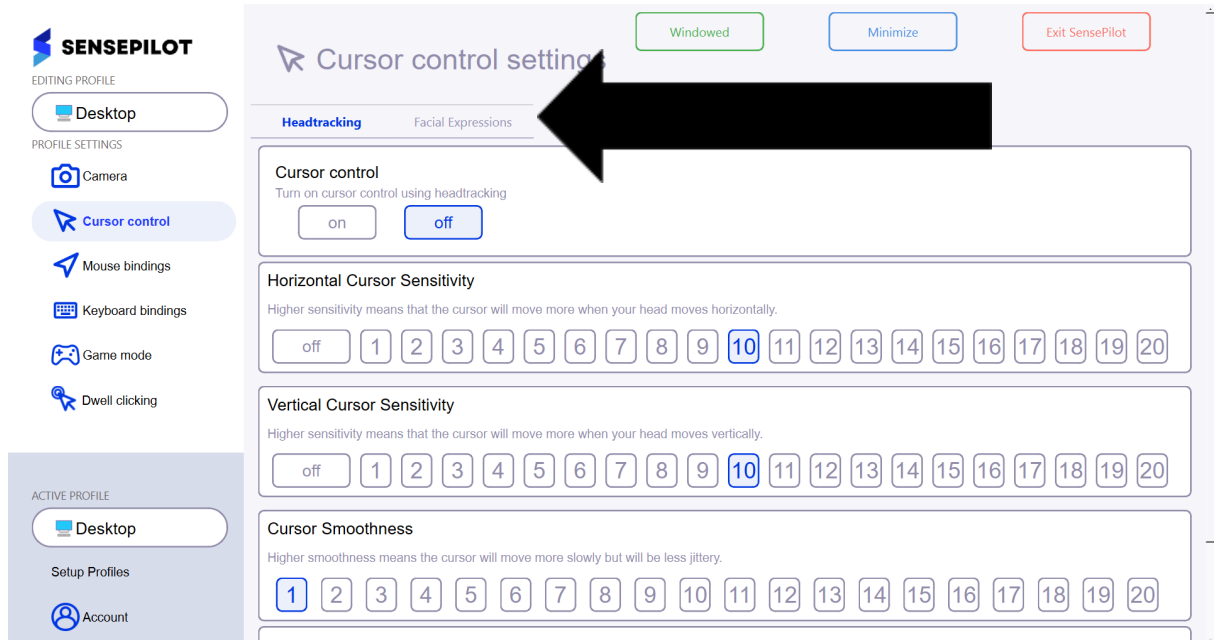 SENSEPILOT
EDITING PROFILE
Desktop
PROFILE SETTINGS
Camera
Cursor control
Mouse bindings
Keyboard bindings
Game mode
Dwell clicking
ACTIVE PROFILE
Desktop
Setup Profiles
Account
Windowed Minimize Exit SensePilot
Cursor control settings
Headtracking Facial Expressions
Cursor control
Turn on cursor control using headtracking
on off
Horizontal Cursor Sensitivity
Higher sensitivity means that the cursor will move more when your head moves horizontally.
off 1 2 3 4 5 6 7 8 9 10 11 12 13 14 15 16 17 18 19 20
Vertical Cursor Sensitivity
Higher sensitivity means that the cursor will move more when your head moves vertically.
off 1 2 3 4 5 6 7 8 9 10 11 12 13 14 15 16 17 18 19 20
Cursor Smoothness
Higher smoothness means the cursor will move more slowly but will be less jittery.
1 2 3 4 5 6 7 8 9 10 11 12 13 14 15 16 17 18 19 20